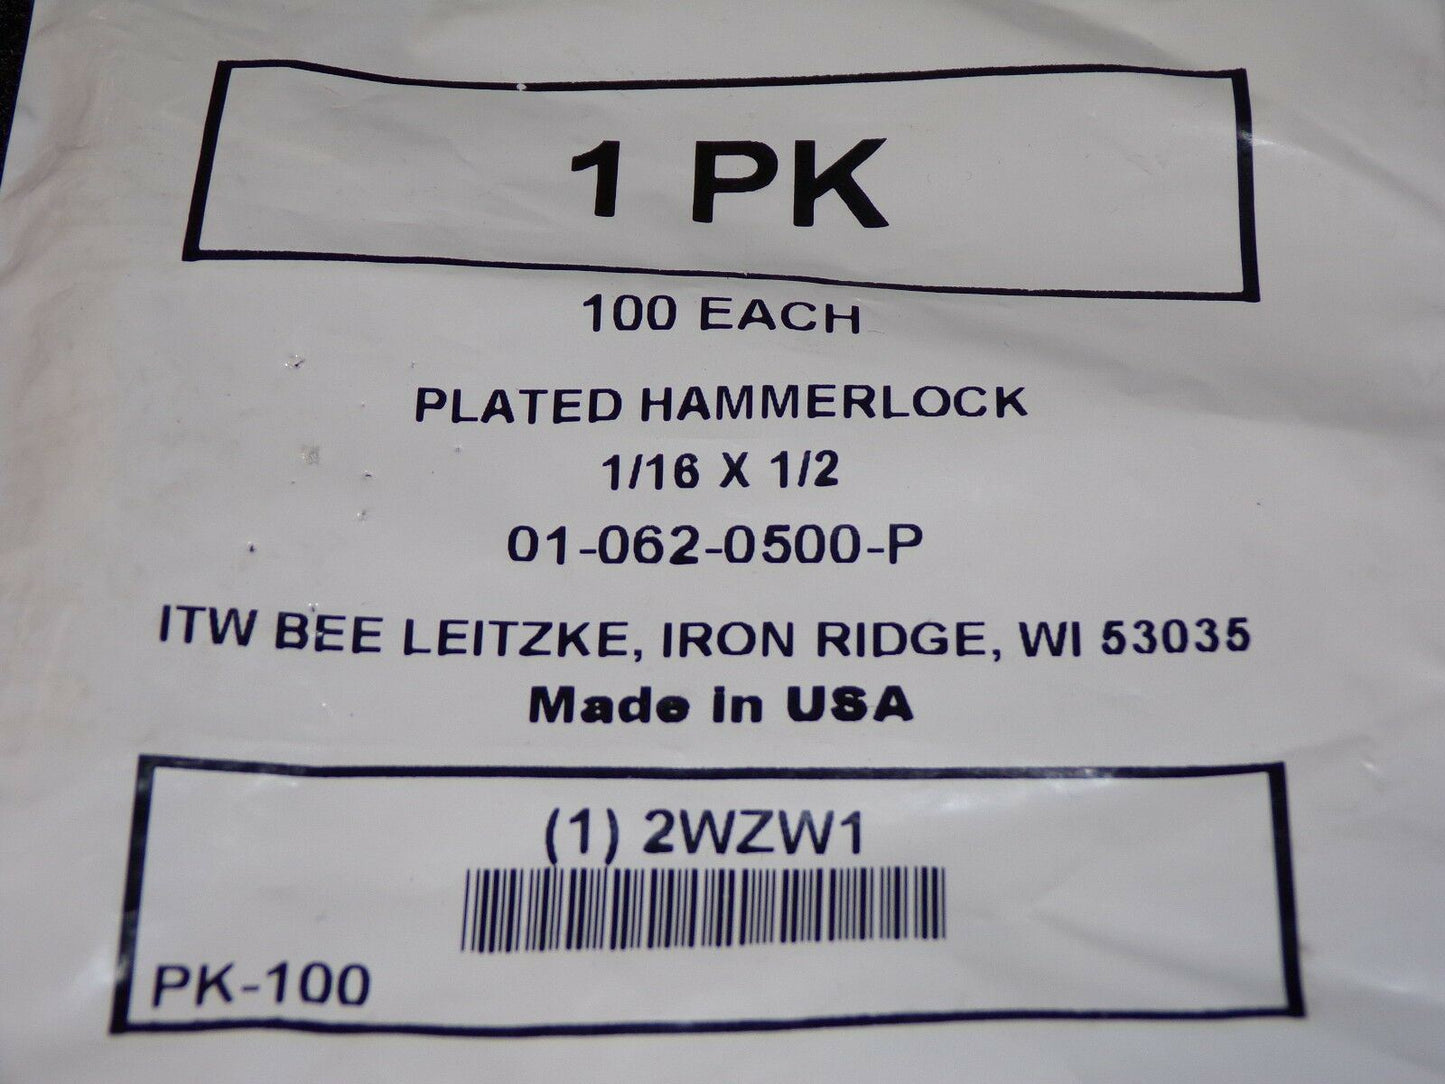 1 PK
100 EACH
PLATED HAMMERLOCK
1/16 X 1/2
01-062-0500-P
ITW BEE LEITZKE, IRON RIDGE, WI 53035
Made in USA
(1) 2WZW1
PK-100